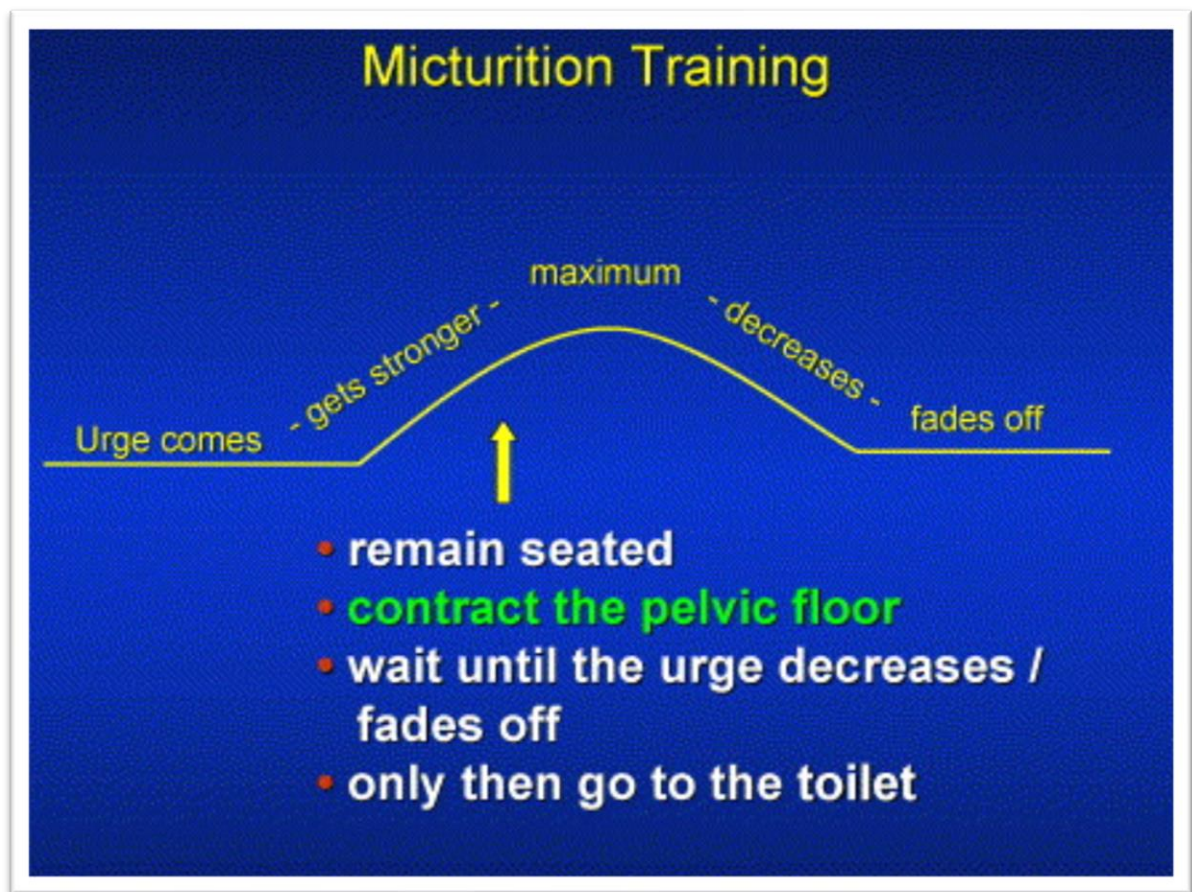 Micturition Training
maximum
- gets stronger -
- decreases -
Urge comes
fades off
• remain seated
• contract the pelvic floor
• wait until the urge decreases /
fades off
• only then go to the toilet